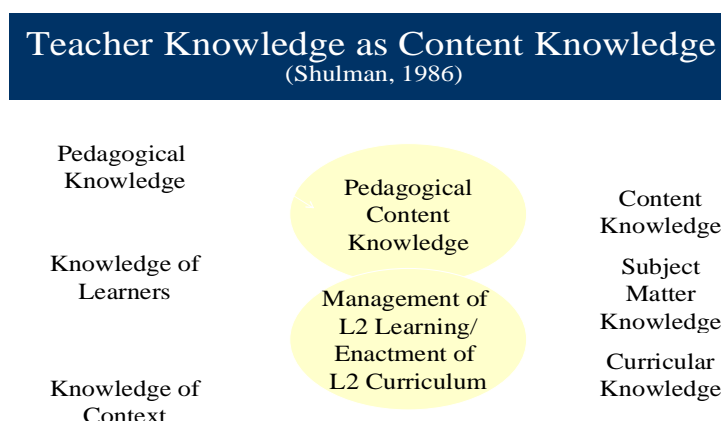 Teacher Knowledge as Content Knowledge
(Shulman, 1986)
Pedagogical
Knowledge
Knowledge of
Learners
Knowledge of
Context
Pedagogical
Content
Knowledge
Management of
L2 Learning/
Enactment of
L2 Curriculum
Content
Knowledge
Subject
Matter
Knowledge
Curricular
Knowledge